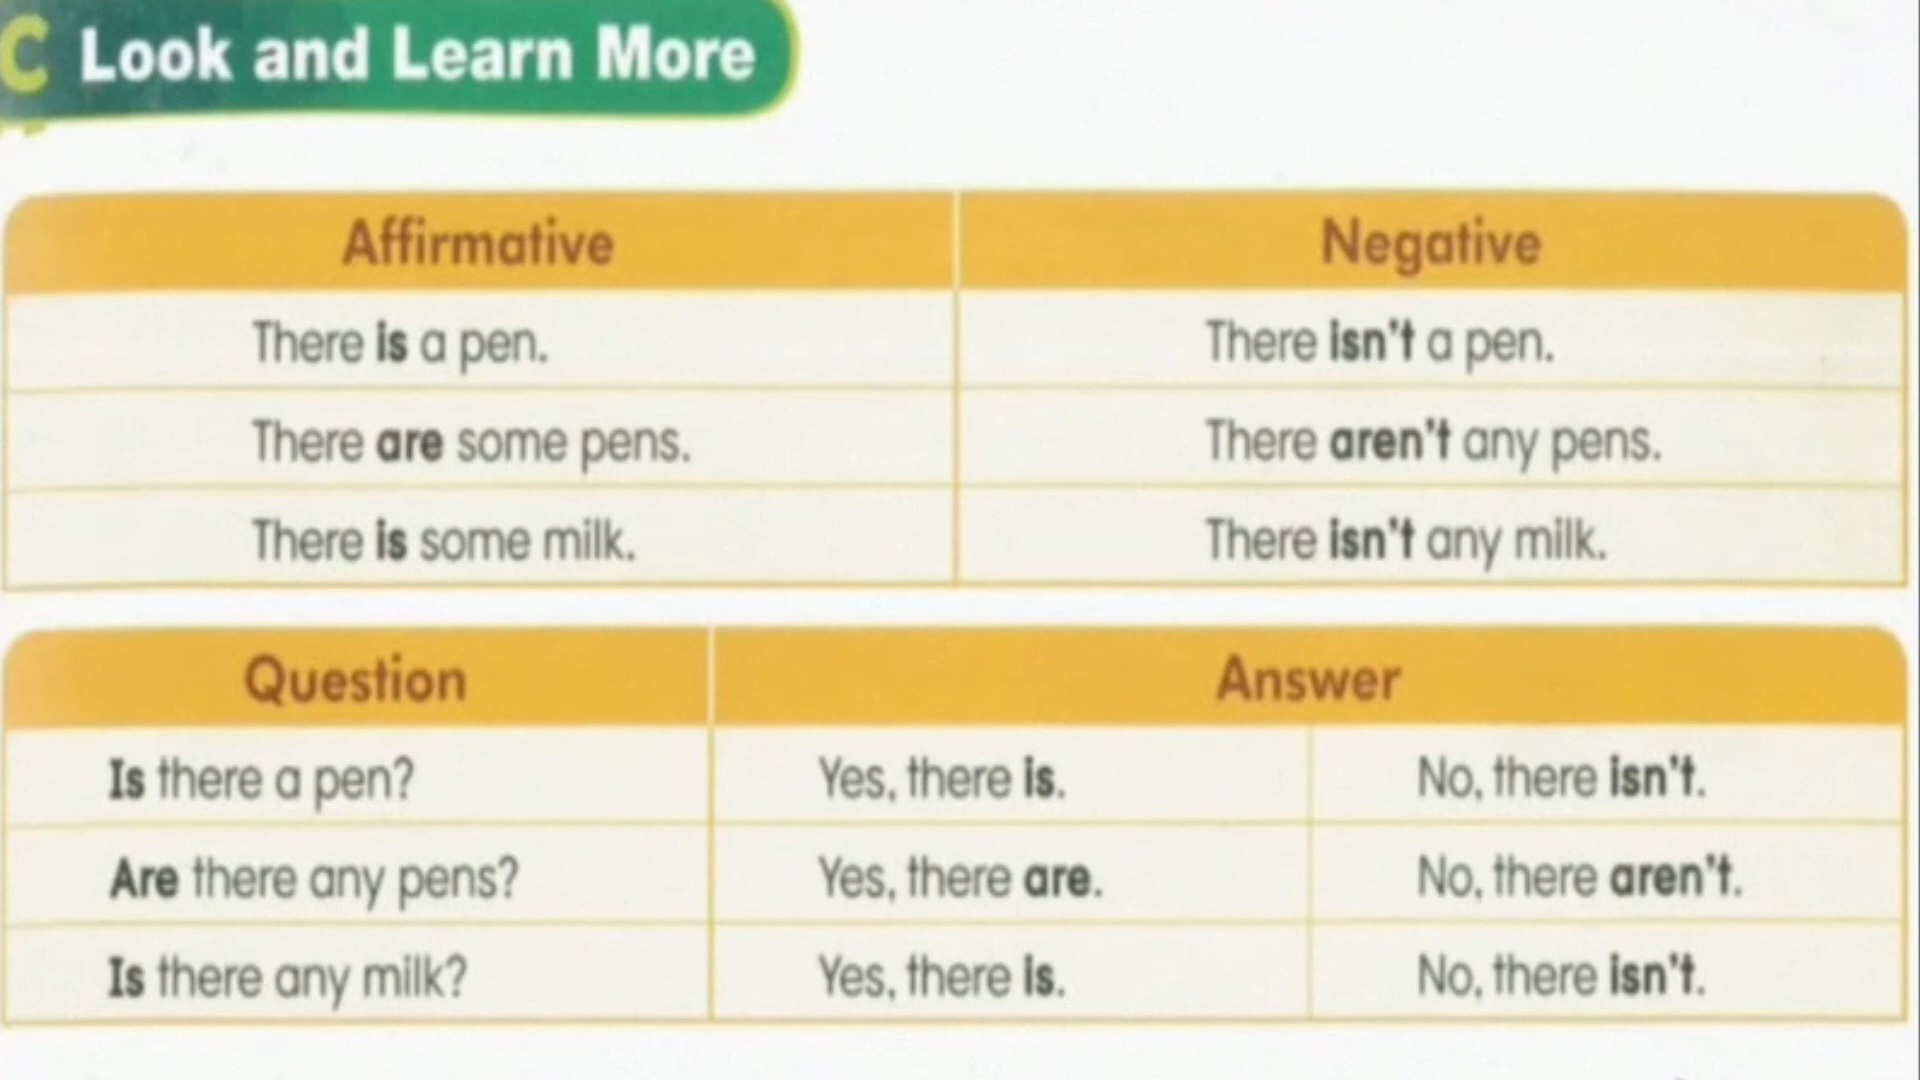 C Look and Learn More
Affirmative Negative
There is a pen. There isn't a pen.
There are some pens. There aren't any pens.
There is some milk. There isn't any milk.
Question Answer
Is there a pen? Yes, there is. No, there isn't.
Are there any pens? Yes, there are. No, there aren't.
Is there any milk? Yes, there is. No, there isn't.